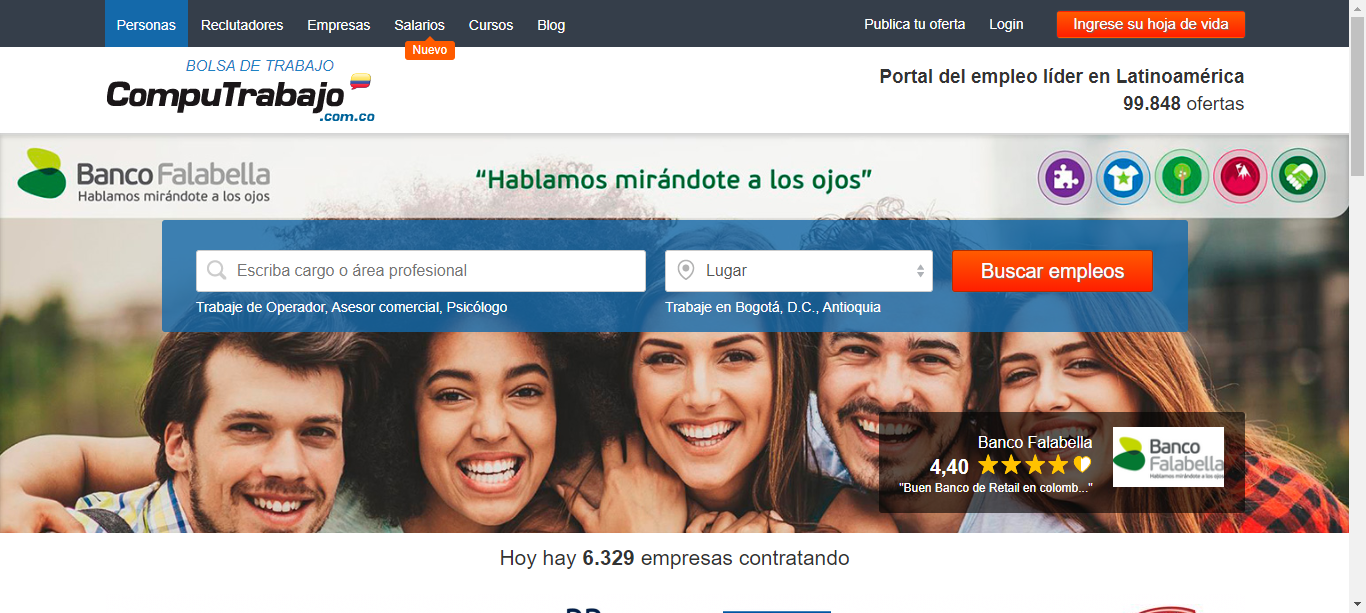 Personas Reclutadores Empresas Salarios Cursos Blog Publica tu oferta Login Ingrese su hoja de vida
Nuevo
BOLSA DE TRABAJO
CompuTrabajo
.com.co
Portal del empleo líder en Latinoamérica
99.848 ofertas
Banco Falabella
Hablamos mirándote a los ojos
“Hablamos mirándote a los ojos”
Escriba cargo o área profesional
Lugar
Buscar empleos
Trabaje de Operador, Asesor comercial, Psicólogo
Trabaje en Bogotá, D.C., Antioquia
Banco Falabella
4,40
"Buen Banco de Retail en colomb..."
Banco
Falabella
Hablamos mirándote a los ojos
Hoy hay 6.329 empresas contratando